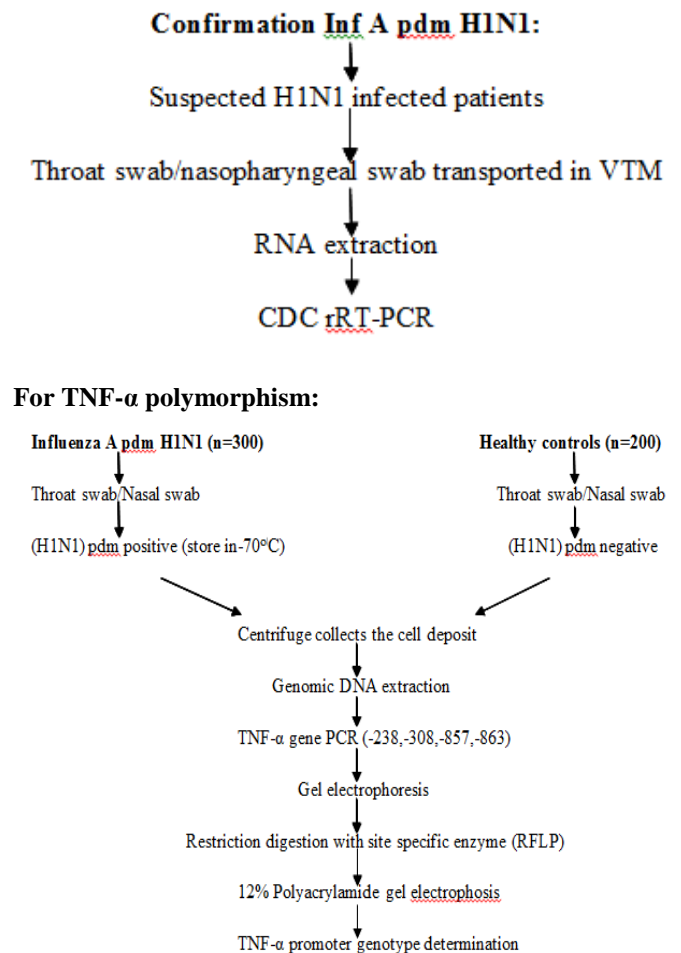 Confirmation Inf A pdm H1N1:
Suspected H1N1 infected patients
Throat swab/nasopharyngeal swab transported in VTM
RNA extraction
CDC rRT-PCR
For TNF-α polymorphism:
Influenza A pdm H1N1 (n=300)
Healthy controls (n=200)
Throat swab/Nasal swab
Throat swab/Nasal swab
(H1N1) pdm positive (store in-70ºC)
(H1N1) pdm negative
Centrifuge collects the cell deposit
Genomic DNA extraction
TNF-α gene PCR (-238,-308,-857,-863)
Gel electrophoresis
Restriction digestion with site specific enzyme (RFLP)
12% Polyacrylamide gel electrophosis
TNF-α promoter genotype determination